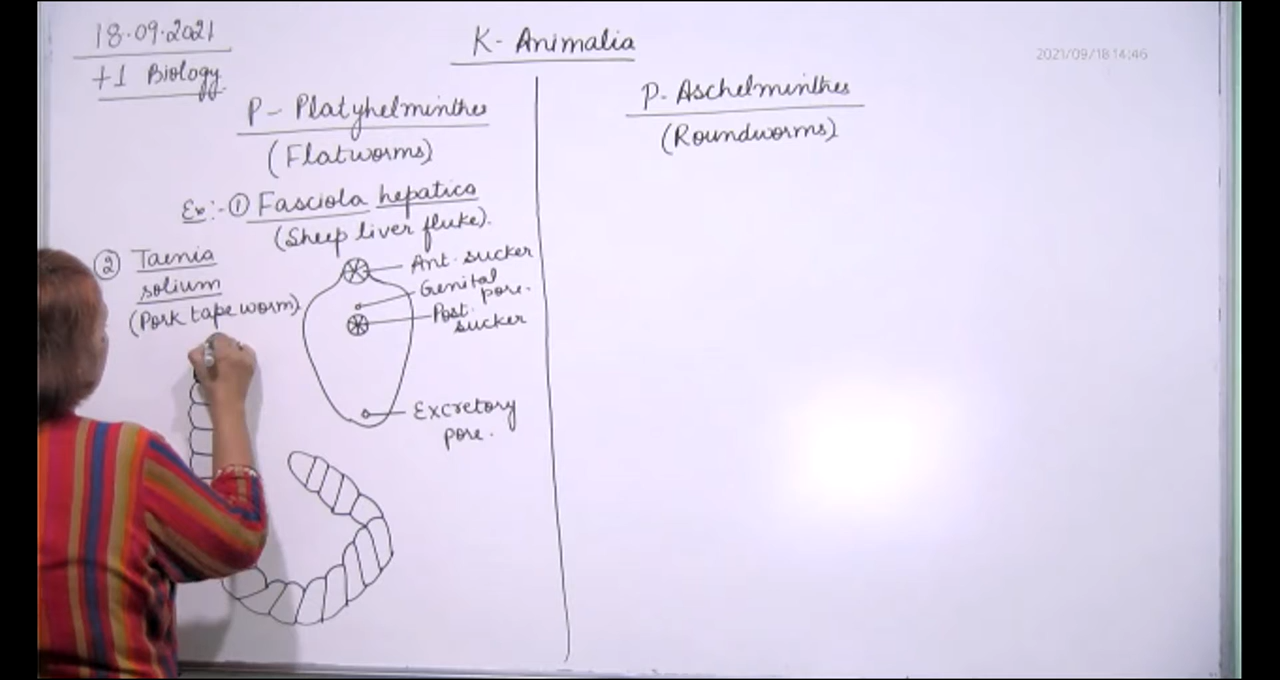 18.09.2021
+1 Biology
K- Animalia
2021/09/18 14:46
P- Platyhelminthes
(Flatworms)
Ex:- ① Fasciola hepatica
(Sheep liver fluke).
Ant. sucker
Genital pore.
Post. sucker
Excretory pore.
② Taenia
solium
(Pork tape worm)
P. Aschelminthes
(Roundworms)